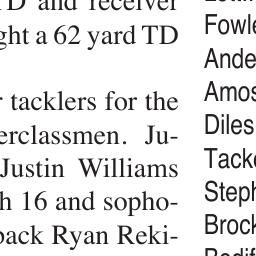 TD and receiver
ght a 62 yard TD
r tacklers for the
erclassmen. Ju-
Justin Williams
h 16 and sopho-
back Ryan Reki-
Fowle
Ande
Amos
Diles
Tacke
Steph
Brock